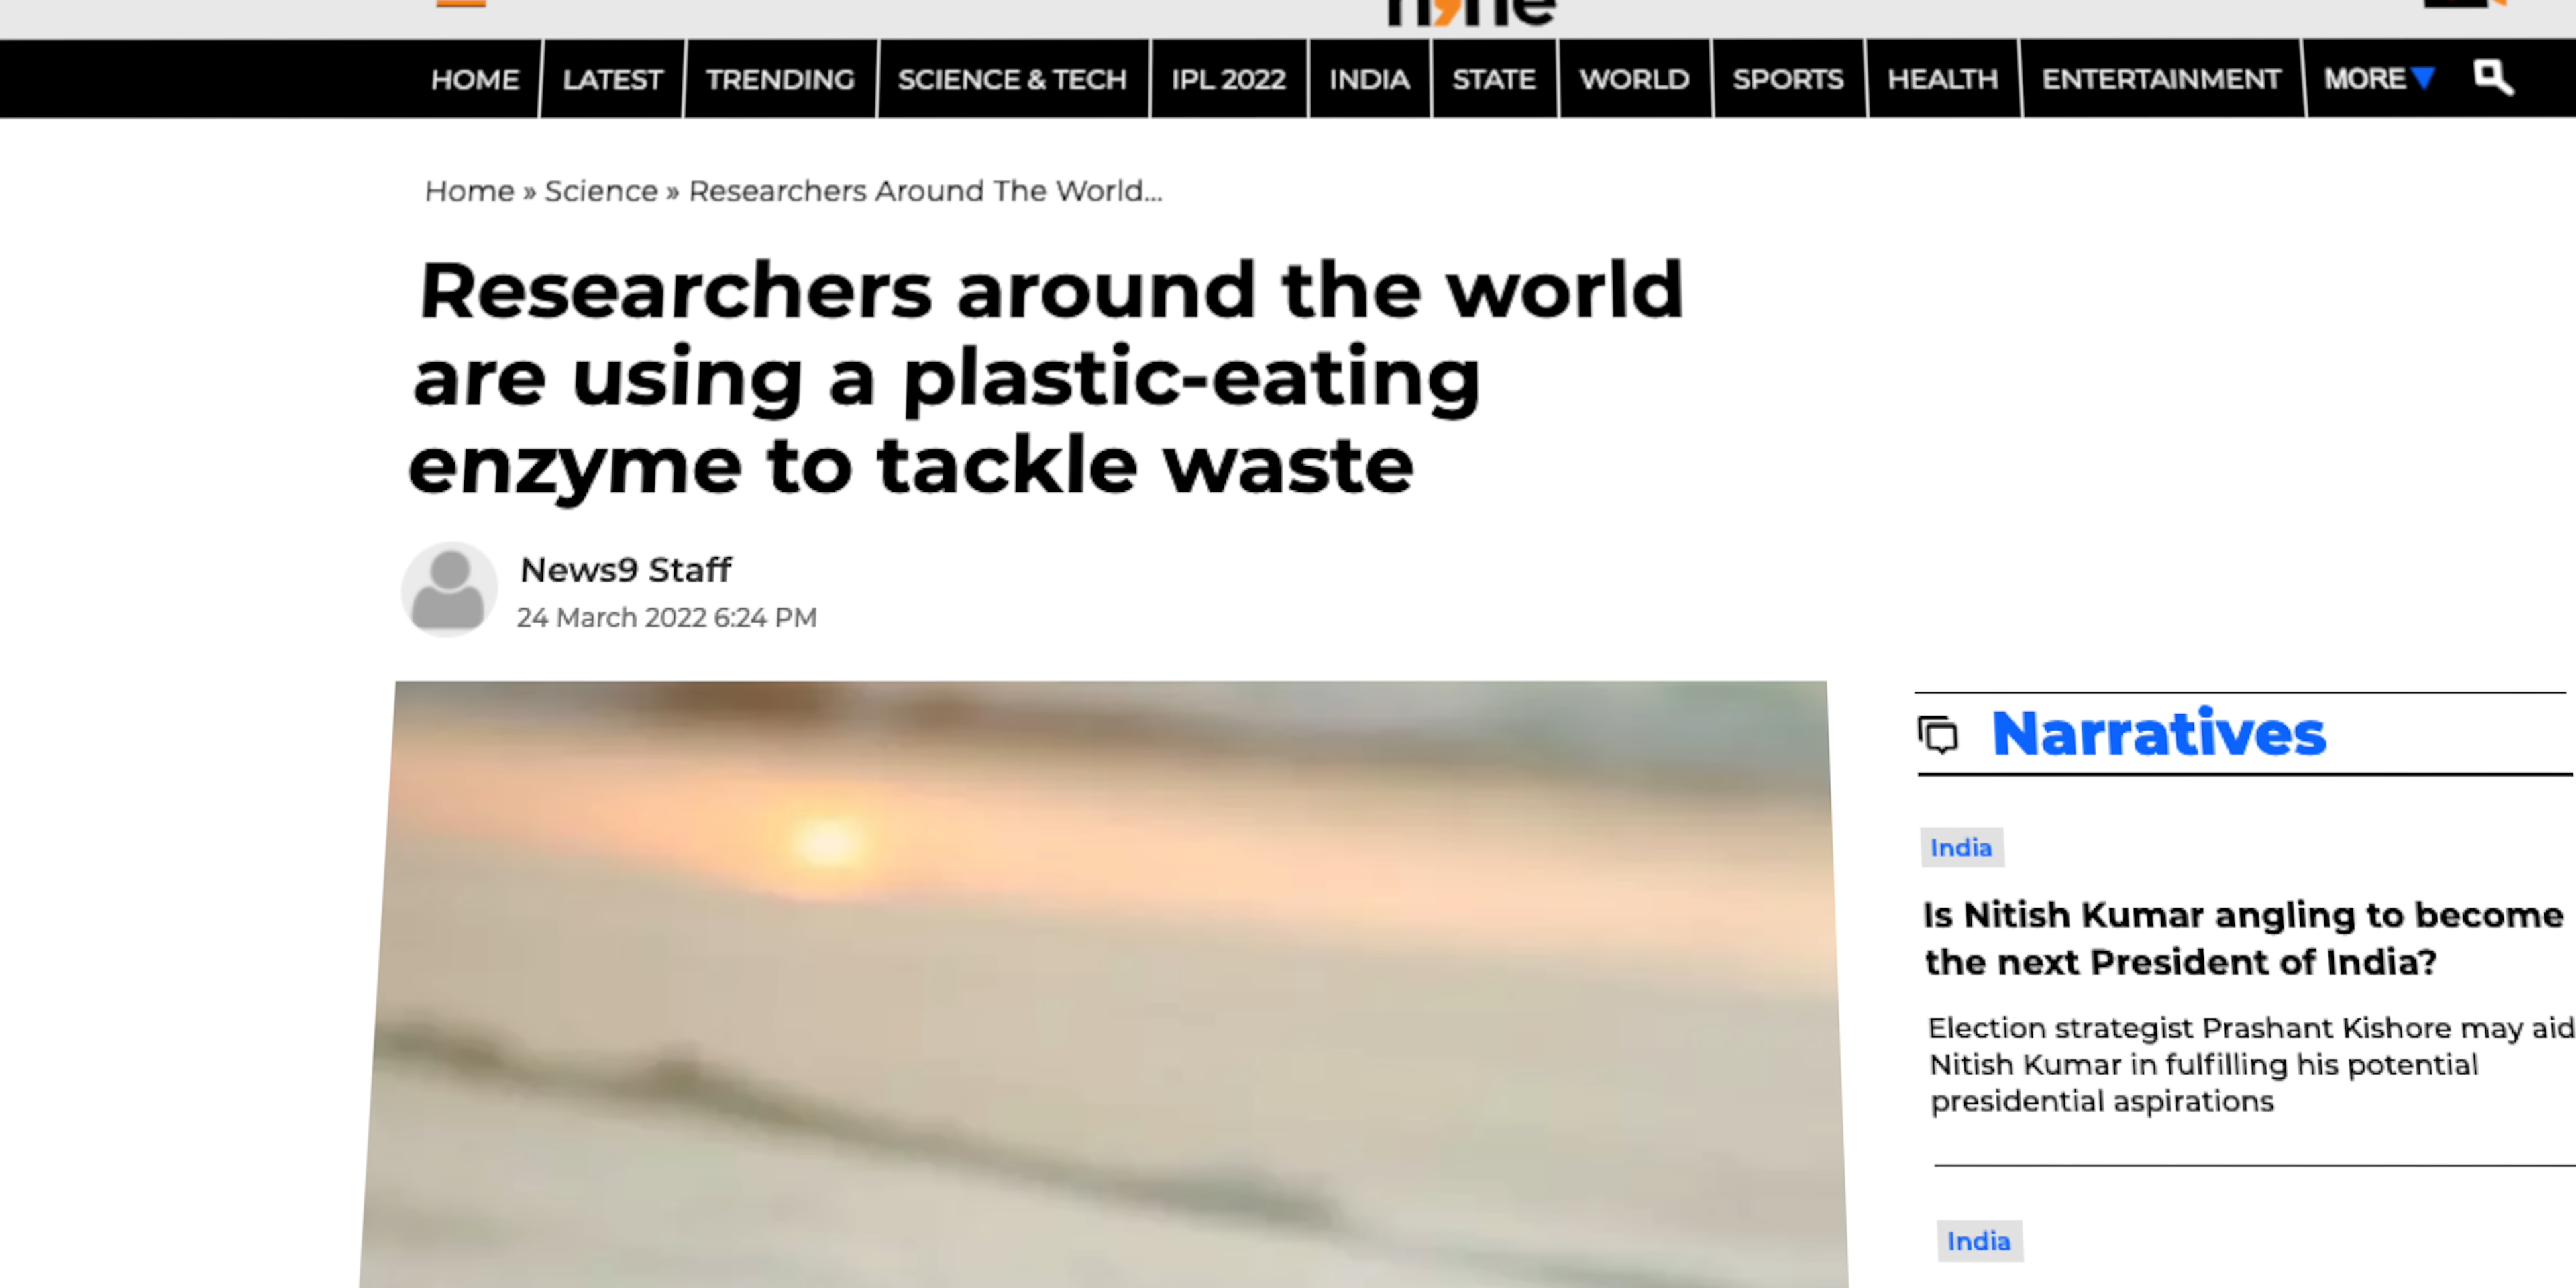 HOME LATEST TRENDING SCIENCE & TECH IPL 2022 INDIA STATE WORLD SPORTS HEALTH ENTERTAINMENT MORE
Home » Science » Researchers Around The World...
Researchers around the world
are using a plastic-eating
enzyme to tackle waste
News9 Staff
24 March 2022 6:24 PM
Narratives
India
Is Nitish Kumar angling to become
the next President of India?
Election strategist Prashant Kishore may aid
Nitish Kumar in fulfilling his potential
presidential aspirations
India